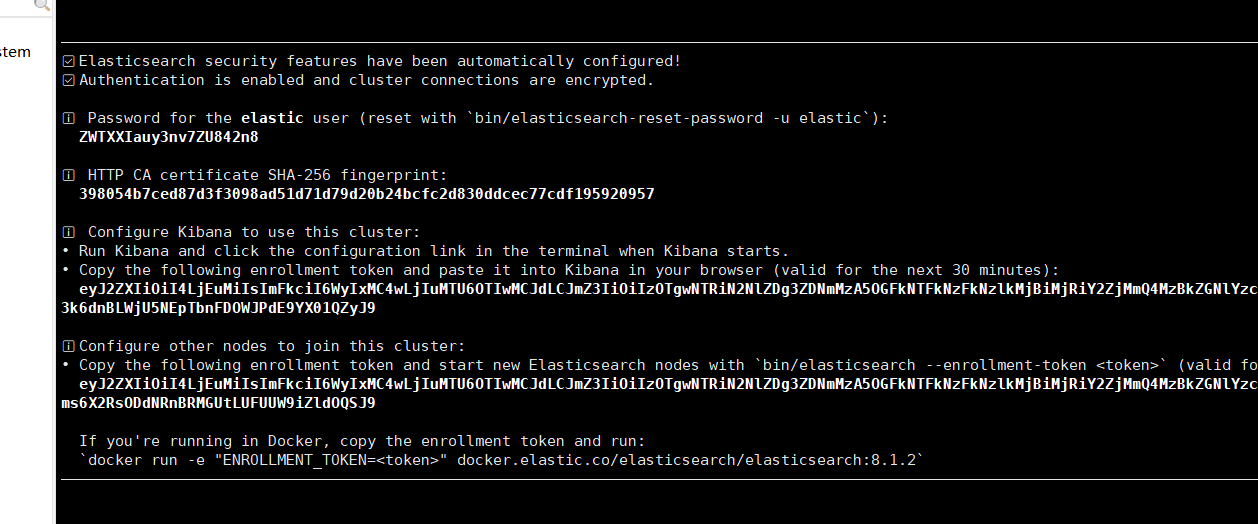 stem
Elasticsearch security features have been automatically configured!
Authentication is enabled and cluster connections are encrypted.
Password for the elastic user (reset with `bin/elasticsearch-reset-password -u elastic`):
ZWTXXIauy3nv7ZU842n8
HTTP CA certificate SHA-256 fingerprint:
398054b7ced87d3f3098ad51d71d79d20b24bcfc2d830ddcec77cdf195920957
Configure Kibana to use this cluster:
• Run Kibana and click the configuration link in the terminal when Kibana starts.
• Copy the following enrollment token and paste it into Kibana in your browser (valid for the next 30 minutes):
eyJ2ZXIiOiI4LjEuMiIsImFkciI6WyIxMC4wLjIuMTU6OTIwMCJdLCJmZ3IiOiIzOTgwNTRiN2NlZDg3ZDNmMzA5OGFkNTFkNzFkNzlkMjBiMjRiY2ZjMmQ4MzBkZGNlYzc
3k6dnBLWjU5NEpTbnFDOWJPdE9YX01QZyJ9
Configure other nodes to join this cluster:
• Copy the following enrollment token and start new Elasticsearch nodes with `bin/elasticsearch --enrollment-token <token>` (valid fo
eyJ2ZXIiOiI4LjEuMiIsImFkciI6WyIxMC4wLjIuMTU6OTIwMCJdLCJmZ3IiOiIzOTgwNTRiN2NlZDg3ZDNmMzA5OGFkNTFkNzFkNzlkMjBiMjRiY2ZjMmQ4MzBkZGNlYzc
ms6X2RsODdNRnBRMGUtLUFUUW9iZldOQSJ9
If you're running in Docker, copy the enrollment token and run:
`docker run -e "ENROLLMENT_TOKEN=<token>" docker.elastic.co/elasticsearch/elasticsearch:8.1.2`